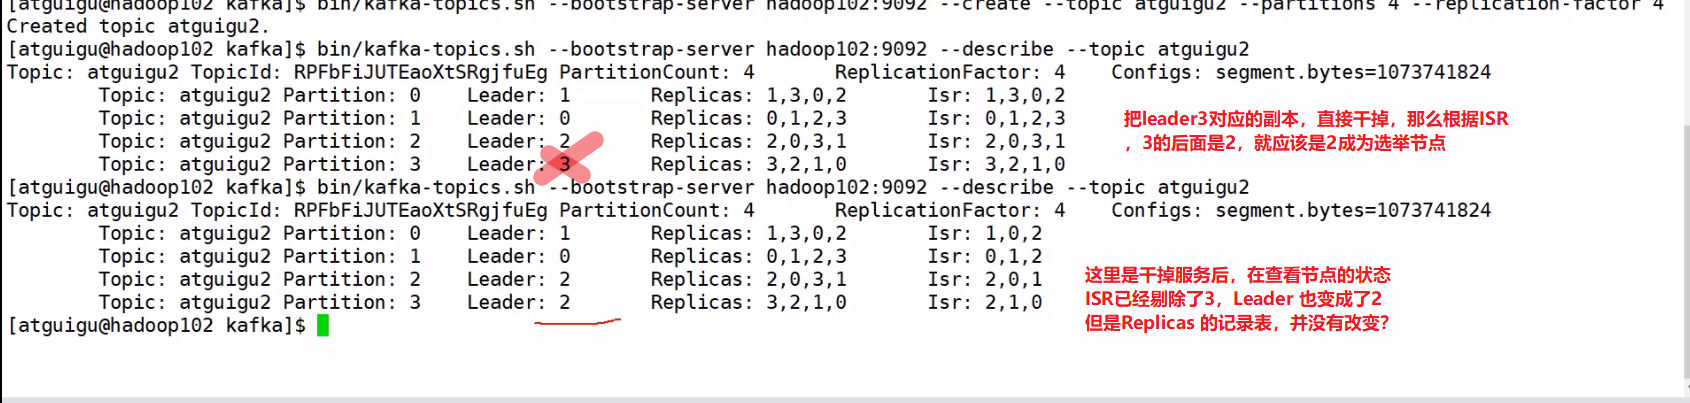 [atguigu@hadoop102 kafka]$ bin/kafka-topics.sh --bootstrap-server hadoop102:9092 --create --topic atguigu2 --partitions 4 --replication-factor 4
Created topic atguigu2.
[atguigu@hadoop102 kafka]$ bin/kafka-topics.sh --bootstrap-server hadoop102:9092 --describe --topic atguigu2
Topic: atguigu2 TopicId: RPFbFiJUTEaoXtSRgjfuEg PartitionCount: 4 ReplicationFactor: 4 Configs: segment.bytes=1073741824
Topic: atguigu2 Partition: 0 Leader: 1 Replicas: 1,3,0,2 Isr: 1,3,0,2
Topic: atguigu2 Partition: 1 Leader: 0 Replicas: 0,1,2,3 Isr: 0,1,2,3
Topic: atguigu2 Partition: 2 Leader: 2 Replicas: 2,0,3,1 Isr: 2,0,3,1
Topic: atguigu2 Partition: 3 Leader: 3 Replicas: 3,2,1,0 Isr: 3,2,1,0
把leader3对应的副本，直接干掉，那么根据ISR
，3的后面是2，就应该是2成为选举节点
[atguigu@hadoop102 kafka]$ bin/kafka-topics.sh --bootstrap-server hadoop102:9092 --describe --topic atguigu2
Topic: atguigu2 TopicId: RPFbFiJUTEaoXtSRgjfuEg PartitionCount: 4 ReplicationFactor: 4 Configs: segment.bytes=1073741824
Topic: atguigu2 Partition: 0 Leader: 1 Replicas: 1,3,0,2 Isr: 1,0,2
Topic: atguigu2 Partition: 1 Leader: 0 Replicas: 0,1,2,3 Isr: 0,1,2
Topic: atguigu2 Partition: 2 Leader: 2 Replicas: 2,0,3,1 Isr: 2,0,1
Topic: atguigu2 Partition: 3 Leader: 2 Replicas: 3,2,1,0 Isr: 2,1,0
这里是干掉服务后，在查看节点的状态
ISR已经剔除了3，Leader 也变成了2
但是Replicas 的记录表，并没有改变？
[atguigu@hadoop102 kafka]$